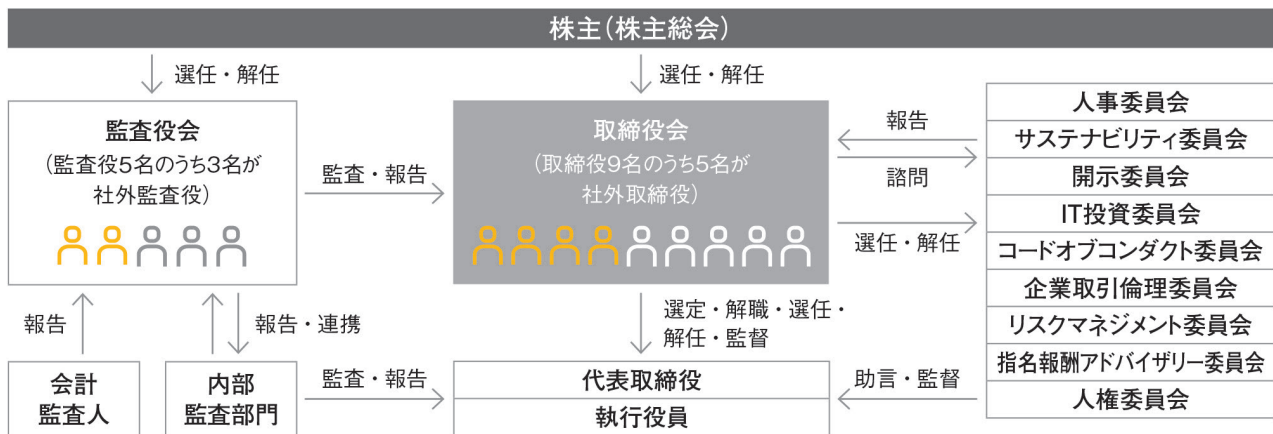 株主(株主総会)
選任・解任
選任・解任
監査役会
(監査役5名のうち3名が
社外監査役)
監査・報告
取締役会
(取締役9名のうち5名が
社外取締役)
報告
諮問
選任・解任
人事委員会
サステナビリティ委員会
開示委員会
IT投資委員会
コードオブコンダクト委員会
企業取引倫理委員会
リスクマネジメント委員会
指名報酬アドバイザリー委員会
人権委員会
報告
報告・連携
選定・解職・選任・
解任・監督
会計
監査人
内部
監査部門
監査・報告
代表取締役
執行役員
助言・監督